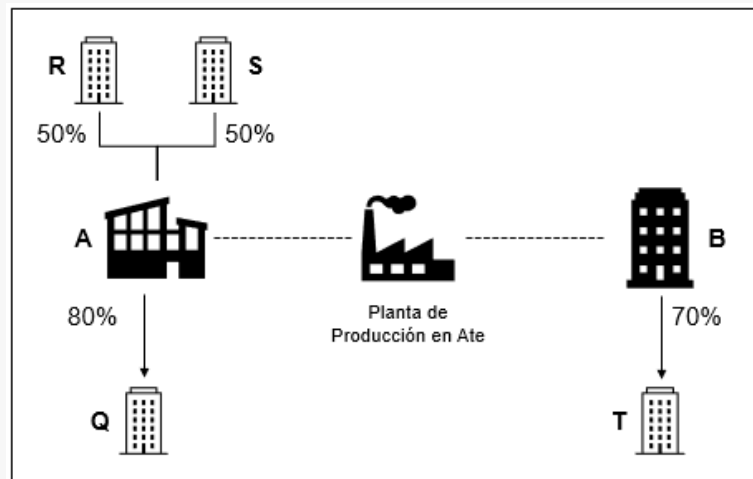 R
S
50%
50%
A
B
Planta de
Producción en Ate
80%
70%
Q
T